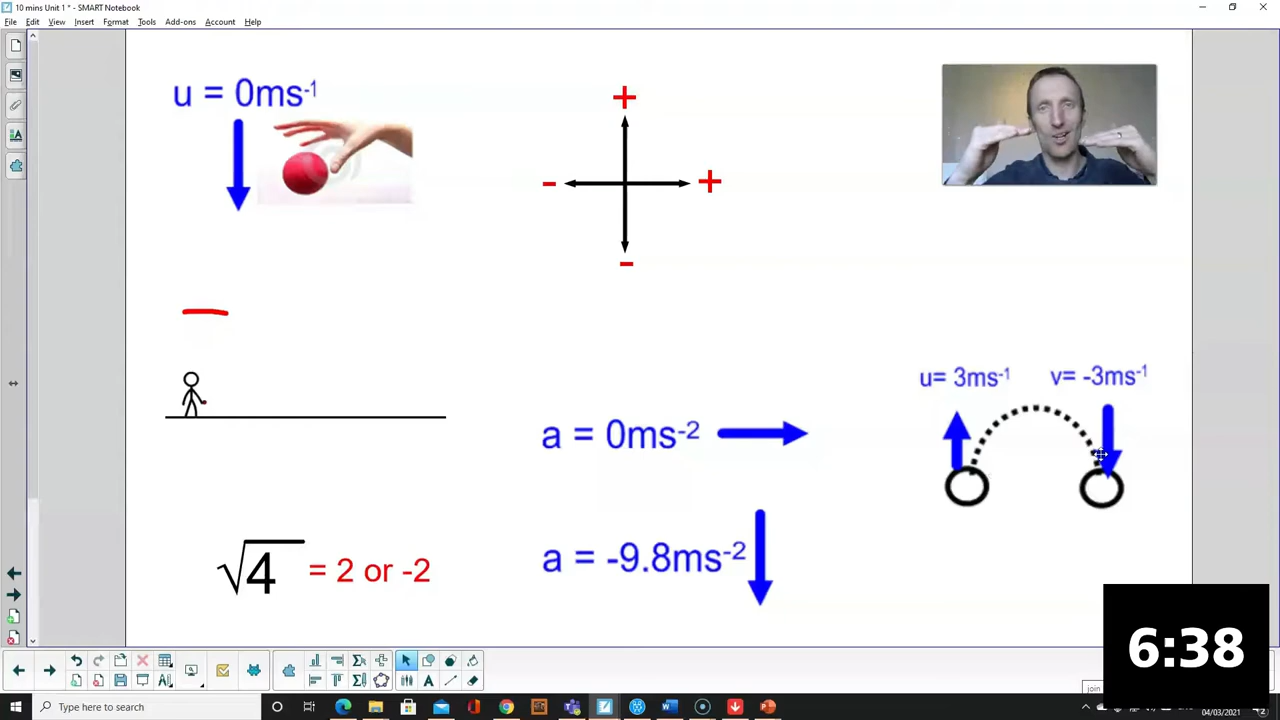 10 mins Unit 1 * - SMART Notebook
File Edit View Insert Format Tools Add-ons Account Help
u = 0ms-1
+
- +
-
u= 3ms-1 v= -3ms-1
a = 0ms-2
√4 = 2 or -2
a = -9.8ms-2
6:38
join
Type here to search
04/03/2021